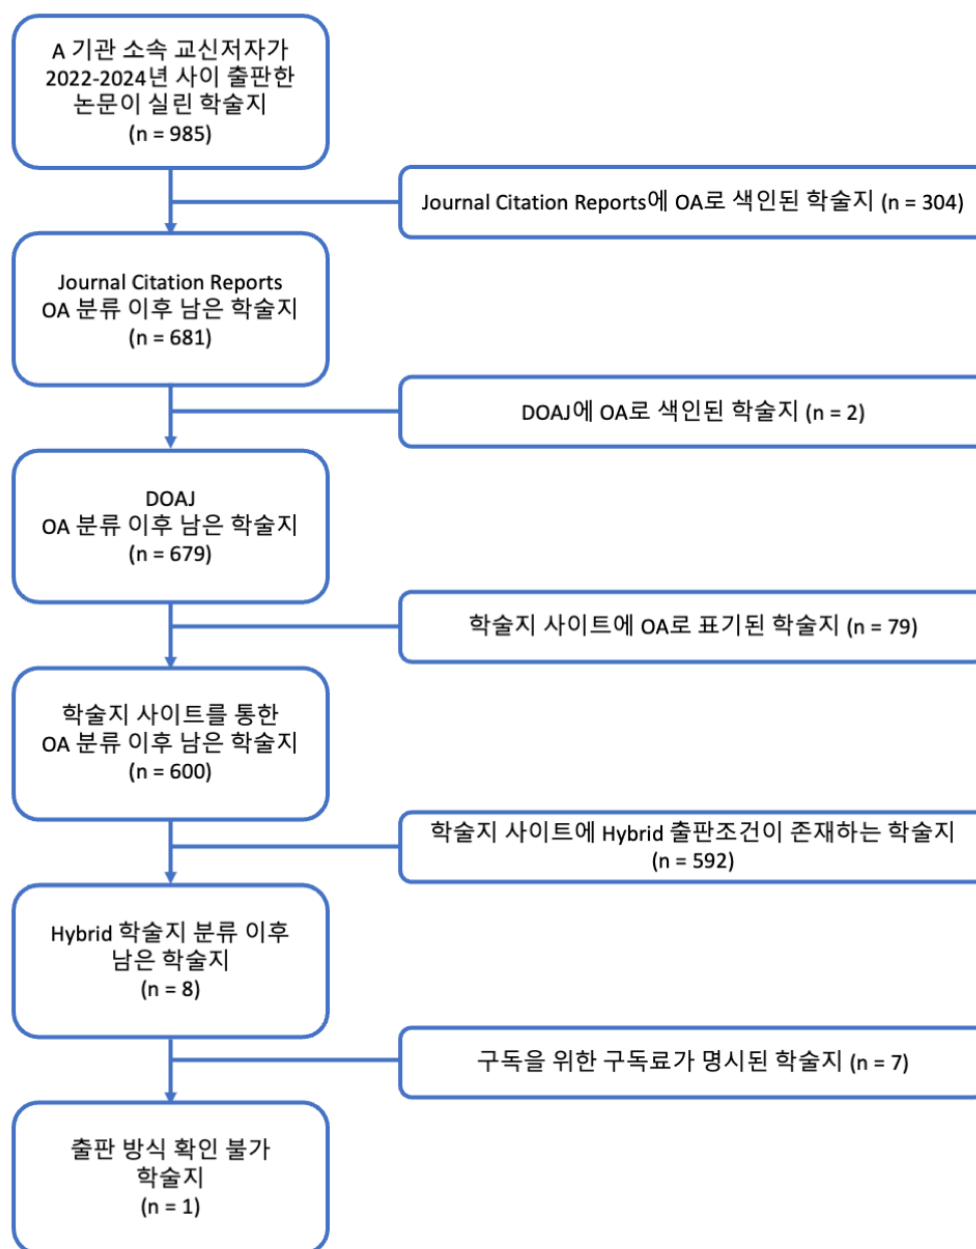 A 기관 소속 교신저자가
2022-2024년 사이 출판한
논문이 실린 학술지
(n = 985)
Journal Citation Reports에 OA로 색인된 학술지 (n = 304)
Journal Citation Reports
OA 분류 이후 남은 학술지
(n = 681)
DOAJ에 OA로 색인된 학술지 (n = 2)
DOAJ
OA 분류 이후 남은 학술지
(n = 679)
학술지 사이트에 OA로 표기된 학술지 (n = 79)
학술지 사이트를 통한
OA 분류 이후 남은 학술지
(n = 600)
학술지 사이트에 Hybrid 출판조건이 존재하는 학술지
(n = 592)
Hybrid 학술지 분류 이후
남은 학술지
(n = 8)
구독을 위한 구독료가 명시된 학술지 (n = 7)
출판 방식 확인 불가
학술지
(n = 1)